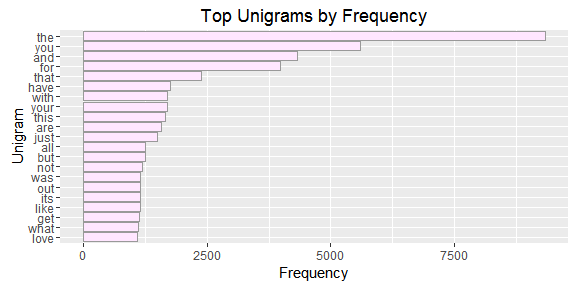 Top Unigrams by Frequency
the
you
and
for
that
have
with
your
this
are
just
all
but
not
was
out
its
like
get
what
love
Unigram
0 2500 5000 7500
Frequency